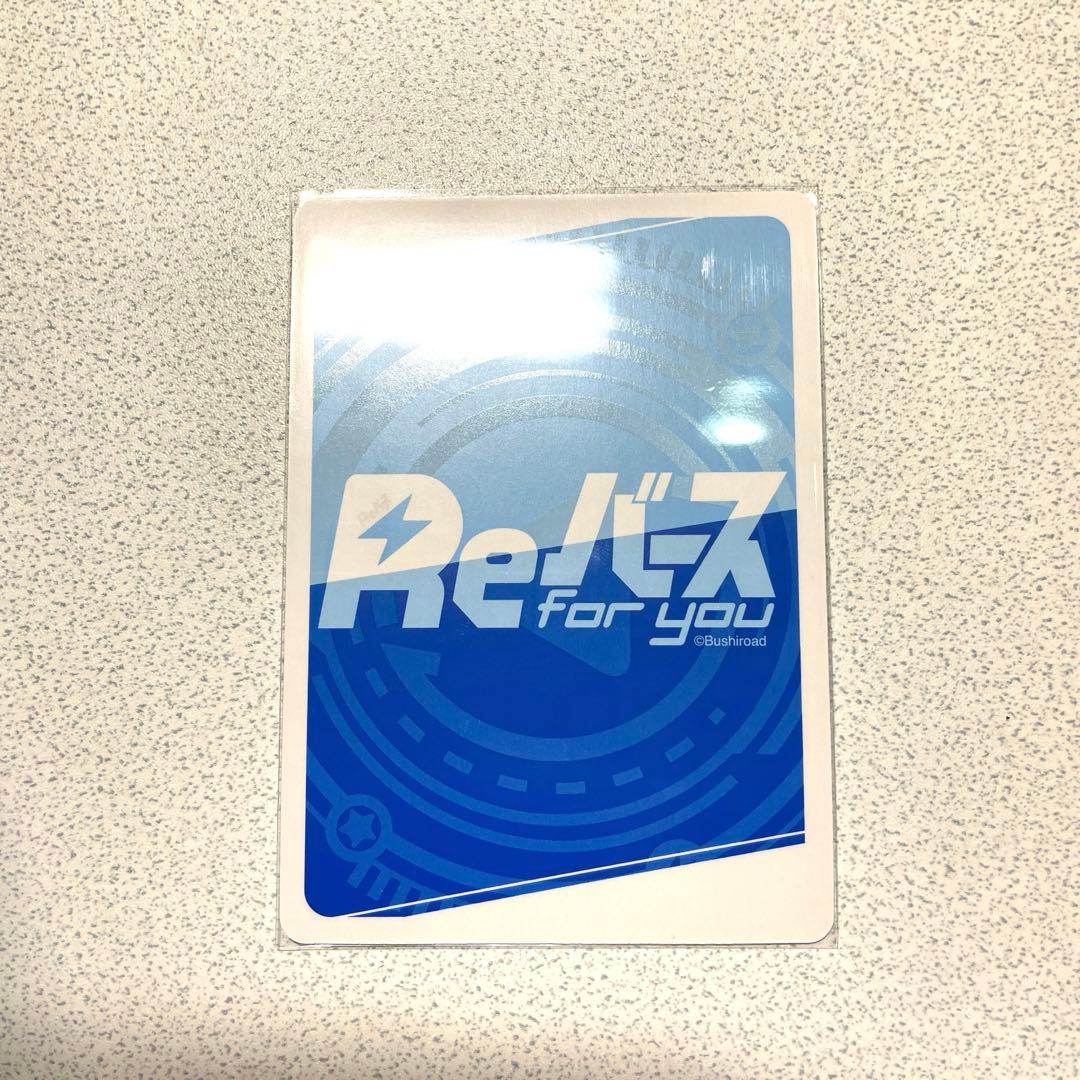 Reバース
for you
©Bushiroad